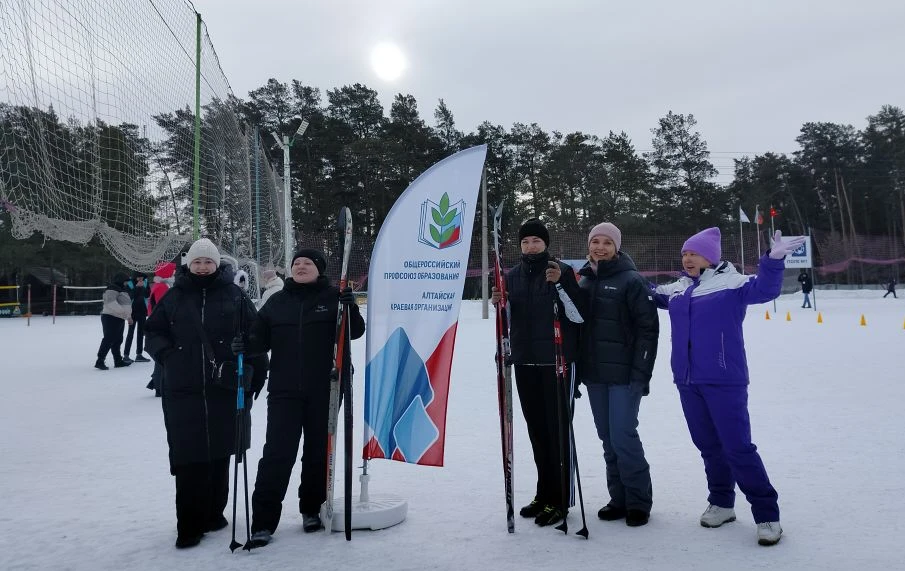 ОБЩЕРОССИЙСКИЙ
ПРОФСОЮЗ ОБРАЗОВАНИЯ
АЛТАЙСКАЯ
КРАЕВАЯ ОРГАНИЗАЦИЯ